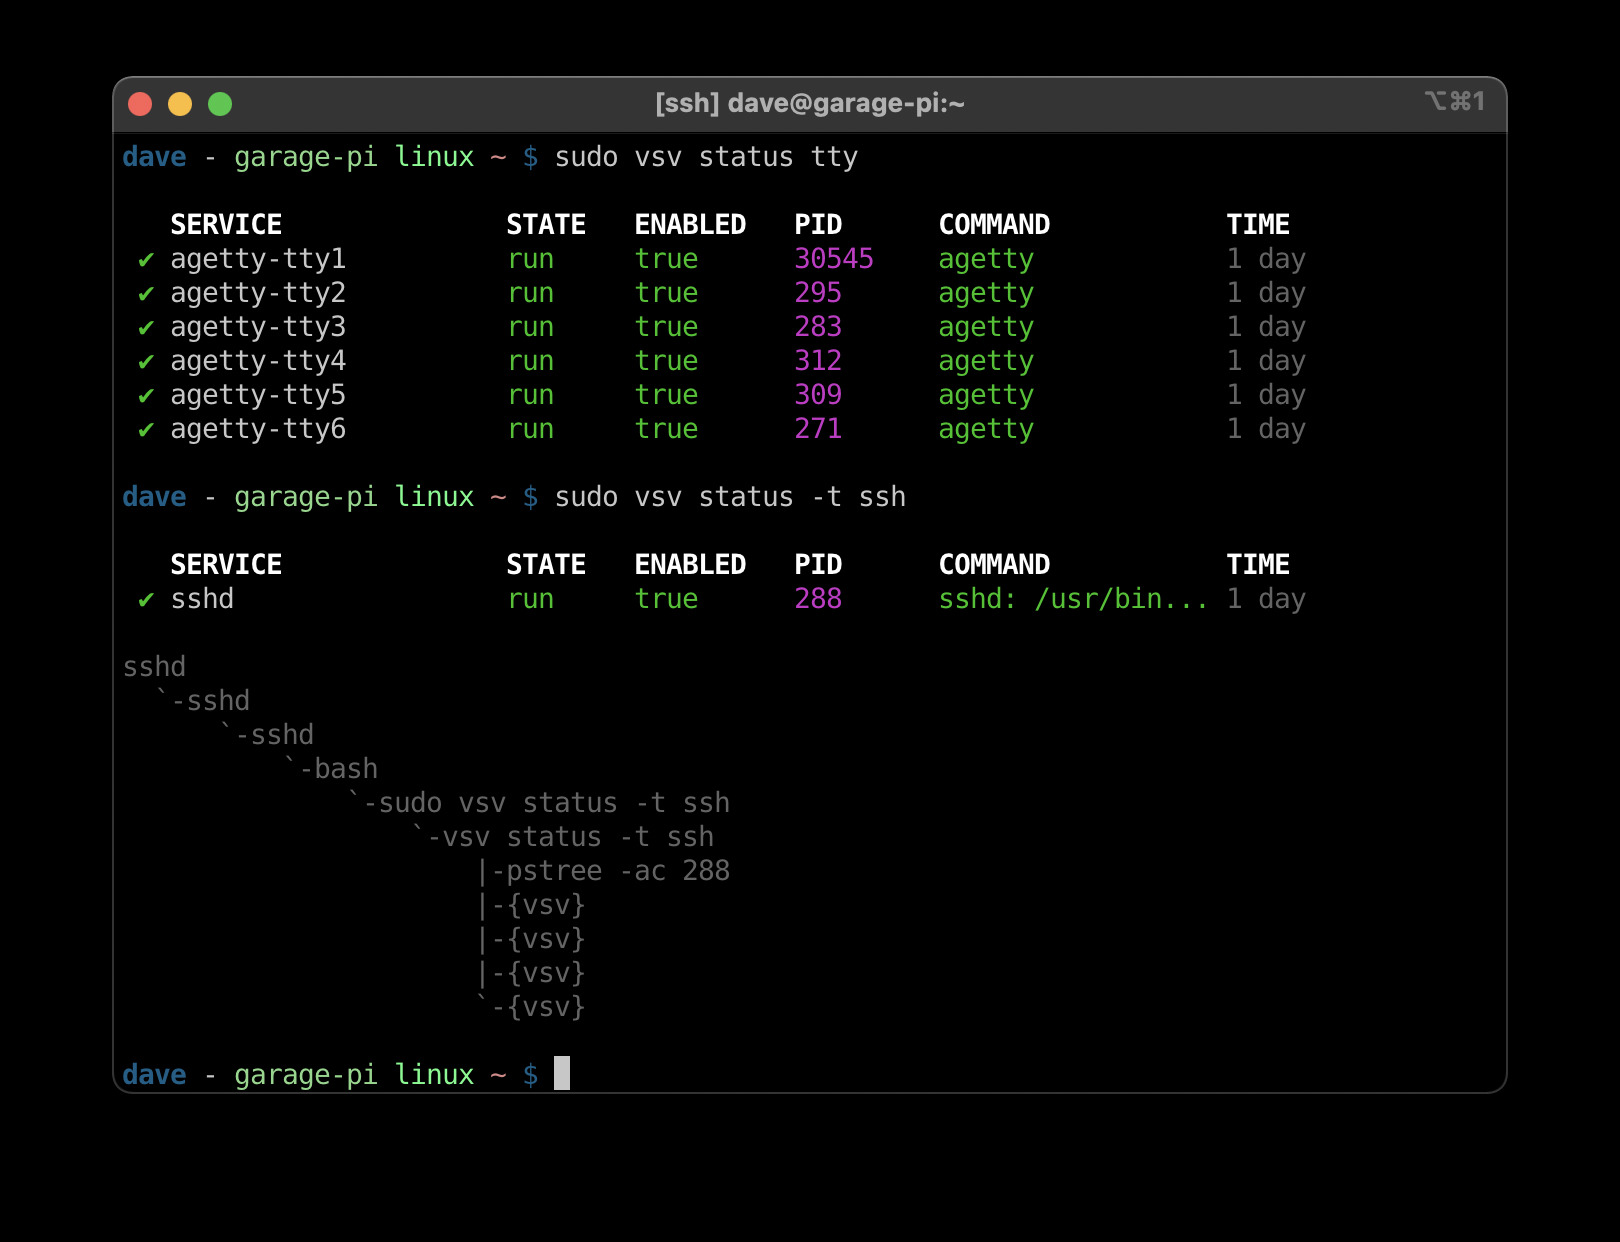 [ssh] dave@garage-pi:~ ⌥⌘1
dave - garage-pi linux ~ $ sudo vsv status tty
SERVICE STATE ENABLED PID COMMAND TIME
✔ agetty-tty1 run true 30545 agetty 1 day
✔ agetty-tty2 run true 295 agetty 1 day
✔ agetty-tty3 run true 283 agetty 1 day
✔ agetty-tty4 run true 312 agetty 1 day
✔ agetty-tty5 run true 309 agetty 1 day
✔ agetty-tty6 run true 271 agetty 1 day
dave - garage-pi linux ~ $ sudo vsv status -t ssh
SERVICE STATE ENABLED PID COMMAND TIME
✔ sshd run true 288 sshd: /usr/bin... 1 day
sshd
`-sshd
`-sshd
`-bash
`-sudo vsv status -t ssh
`-vsv status -t ssh
|-pstree -ac 288
|-{vsv}
|-{vsv}
|-{vsv}
`-{vsv}
dave - garage-pi linux ~ $